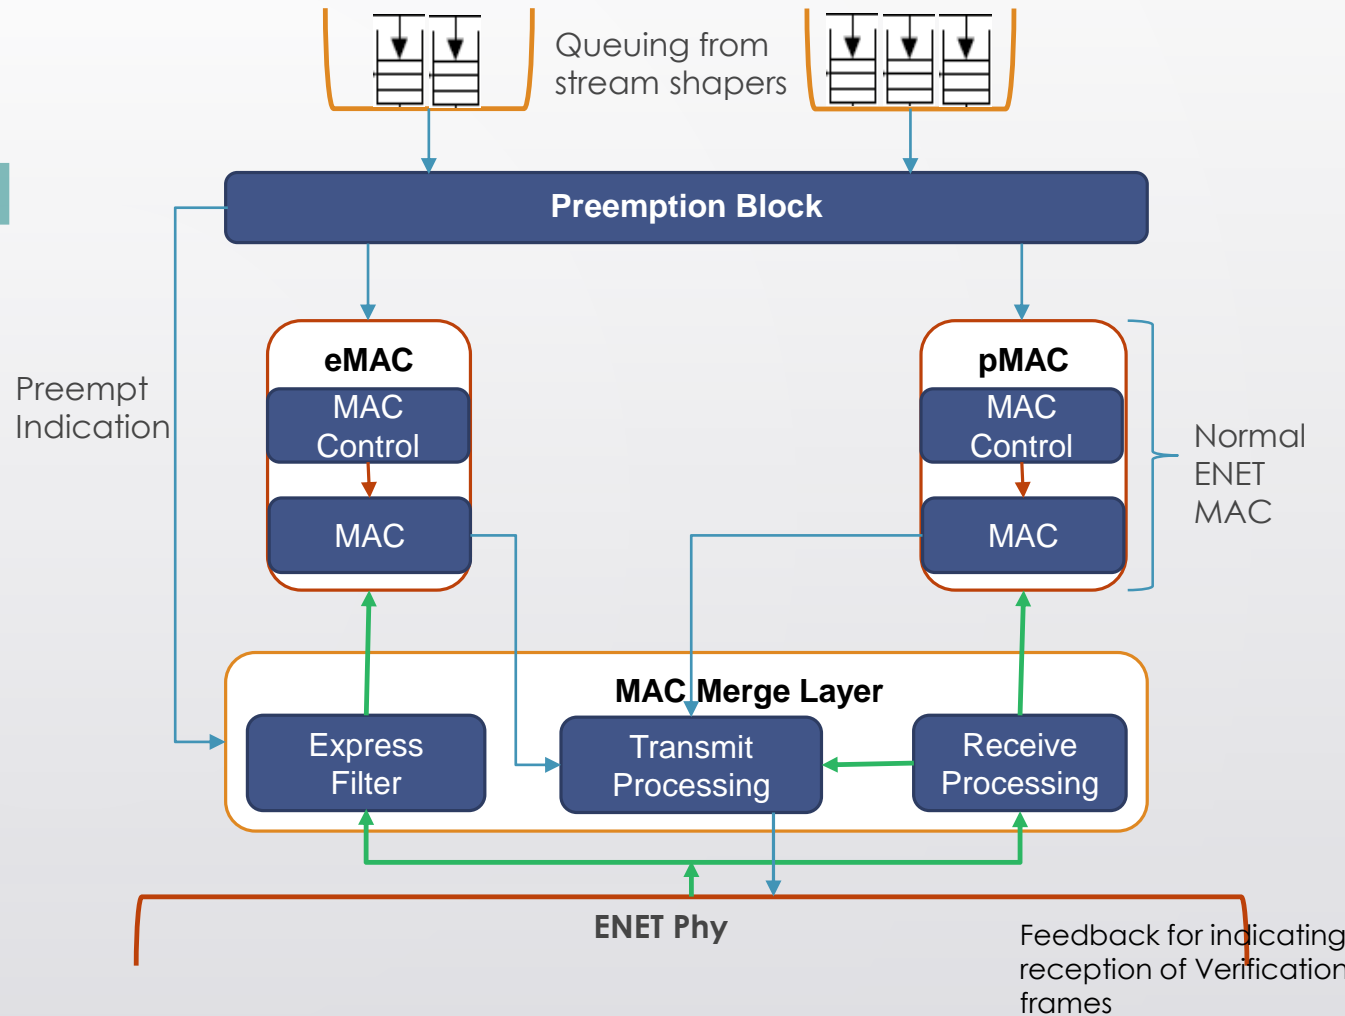 Queuing from
stream shapers
Preemption Block
Preempt
Indication
eMAC
MAC
Control
MAC
pMAC
MAC
Control
MAC
Normal
ENET
MAC
MAC Merge Layer
Express
Filter
Transmit
Processing
Receive
Processing
ENET Phy
Feedback for indicating
reception of Verification
frames